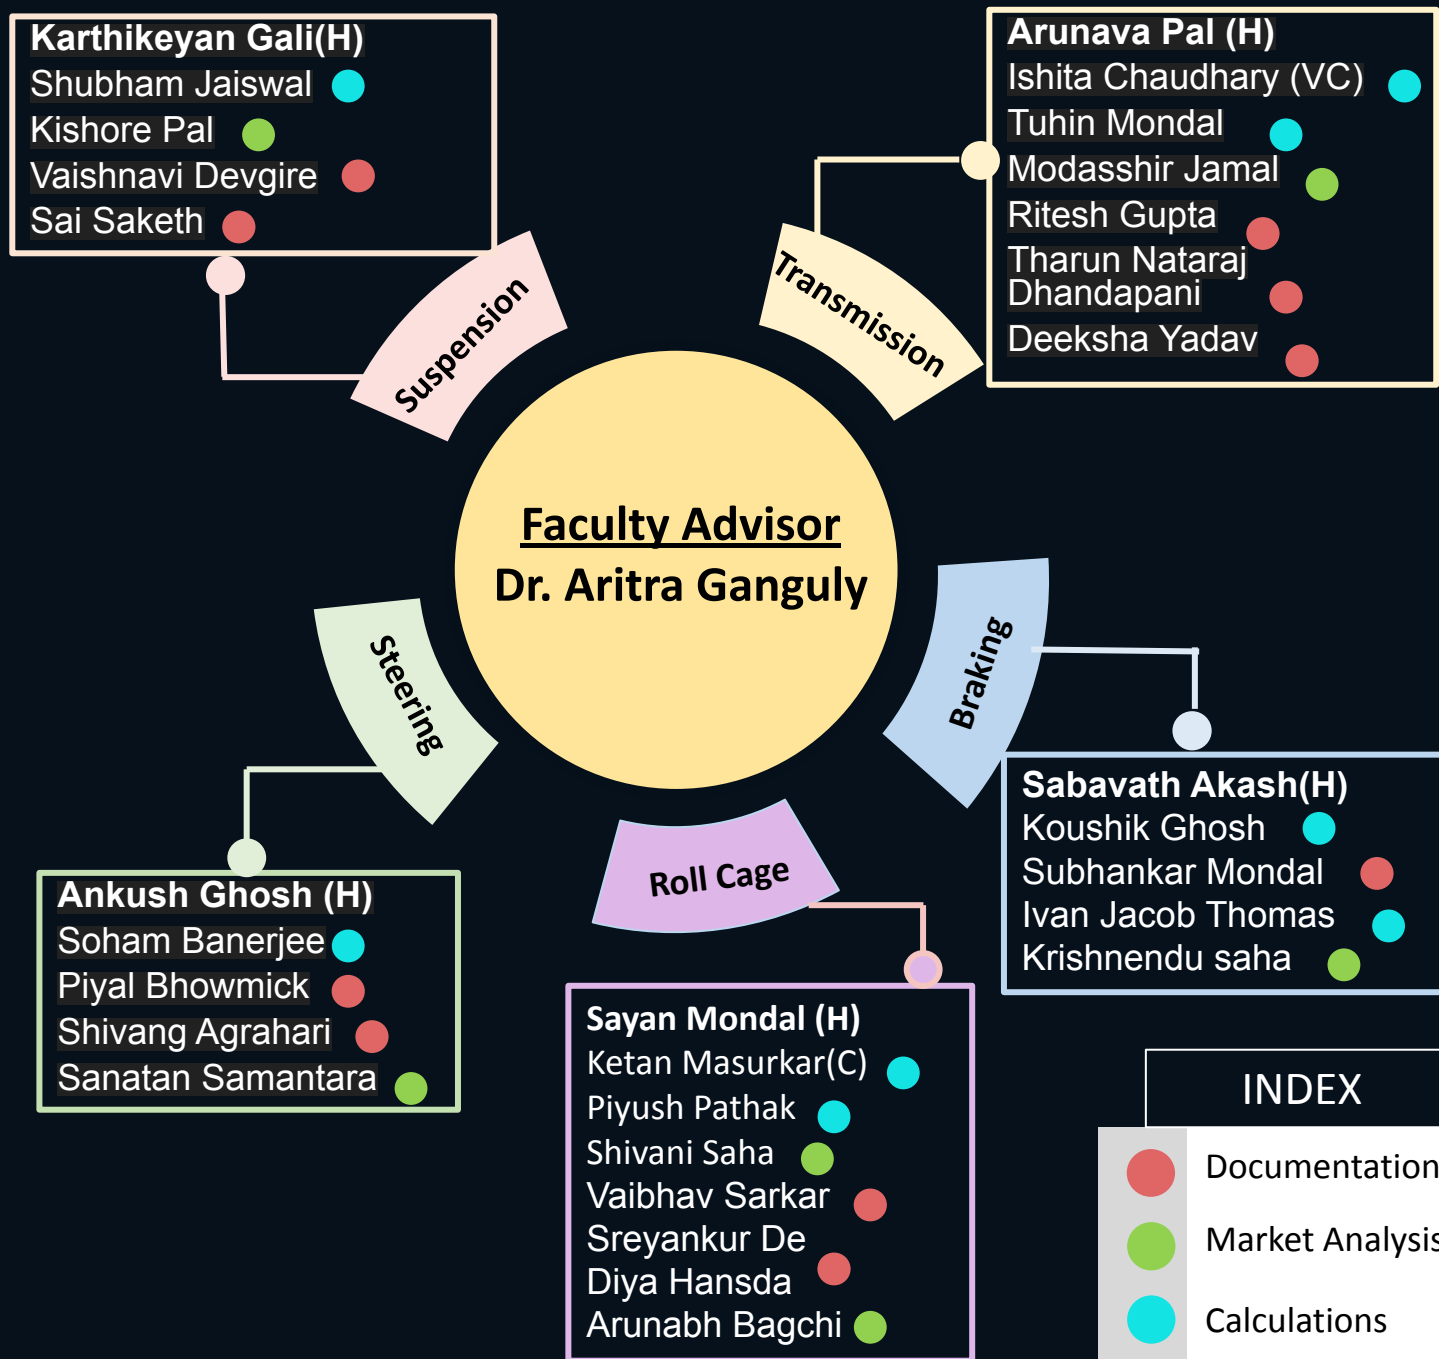 Karthikeyan Gali(H)
Shubham Jaiswal
Kishore Pal
Vaishnavi Devgire
Sai Saketh
Arunava Pal (H)
Ishita Chaudhary (VC)
Tuhin Mondal
Modasshir Jamal
Ritesh Gupta
Tharun Nataraj
Dhandapani
Deeksha Yadav
Suspension
Transmission
Faculty Advisor
Dr. Aritra Ganguly
Steering
Braking
Roll Cage
Sabavath Akash(H)
Koushik Ghosh
Subhankar Mondal
Ivan Jacob Thomas
Krishnendu saha
Ankush Ghosh (H)
Soham Banerjee
Piyal Bhowmick
Shivang Agrahari
Sanatan Samantara
Sayan Mondal (H)
Ketan Masurkar(C)
Piyush Pathak
Shivani Saha
Vaibhav Sarkar
Sreyankur De
Diya Hansda
Arunabh Bagchi
INDEX
Documentation
Market Analysis
Calculations